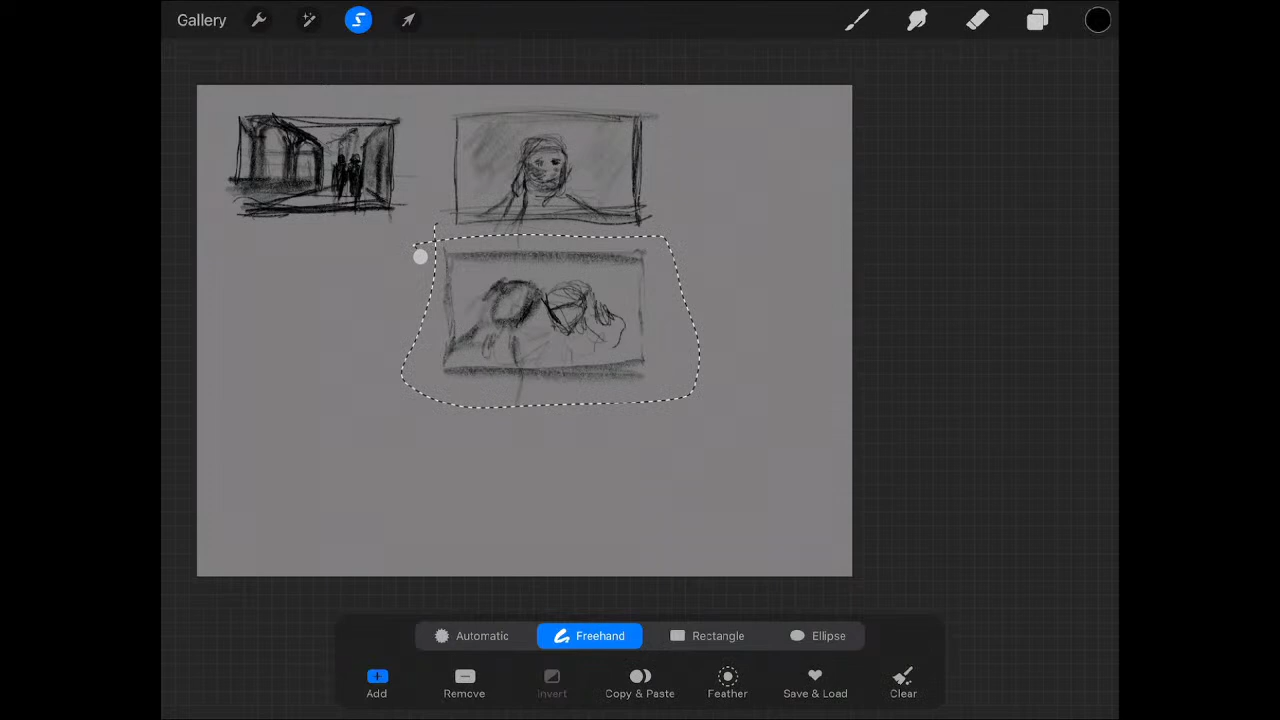 Gallery
Automatic Freehand Rectangle Ellipse
Add Remove Invert Copy & Paste Feather Save & Load Clear